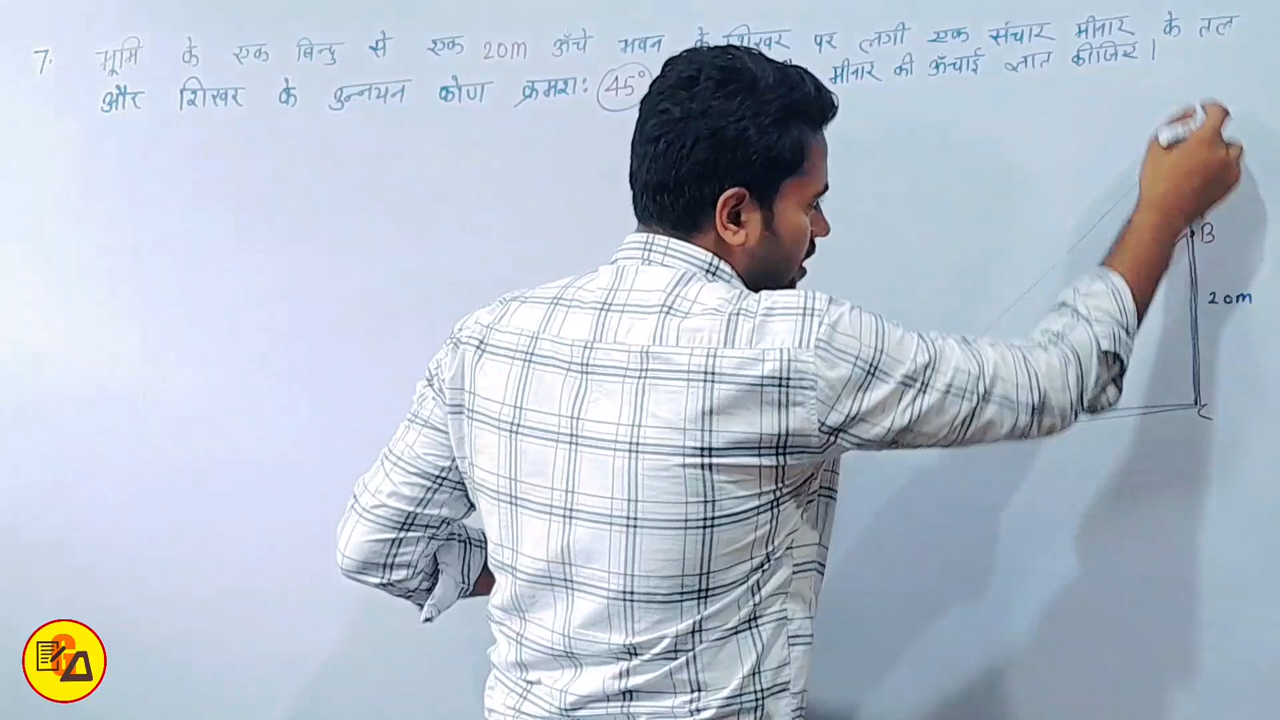 7. भूमि के एक बिन्दु से एक 20m ऊँचे भवन के शिखर पर लगी एक संचार मीनार के तल
और शिखर के उन्नयन कोण क्रमशः 45° मीनार की ऊँचाई ज्ञात कीजिए।
B
20m
C